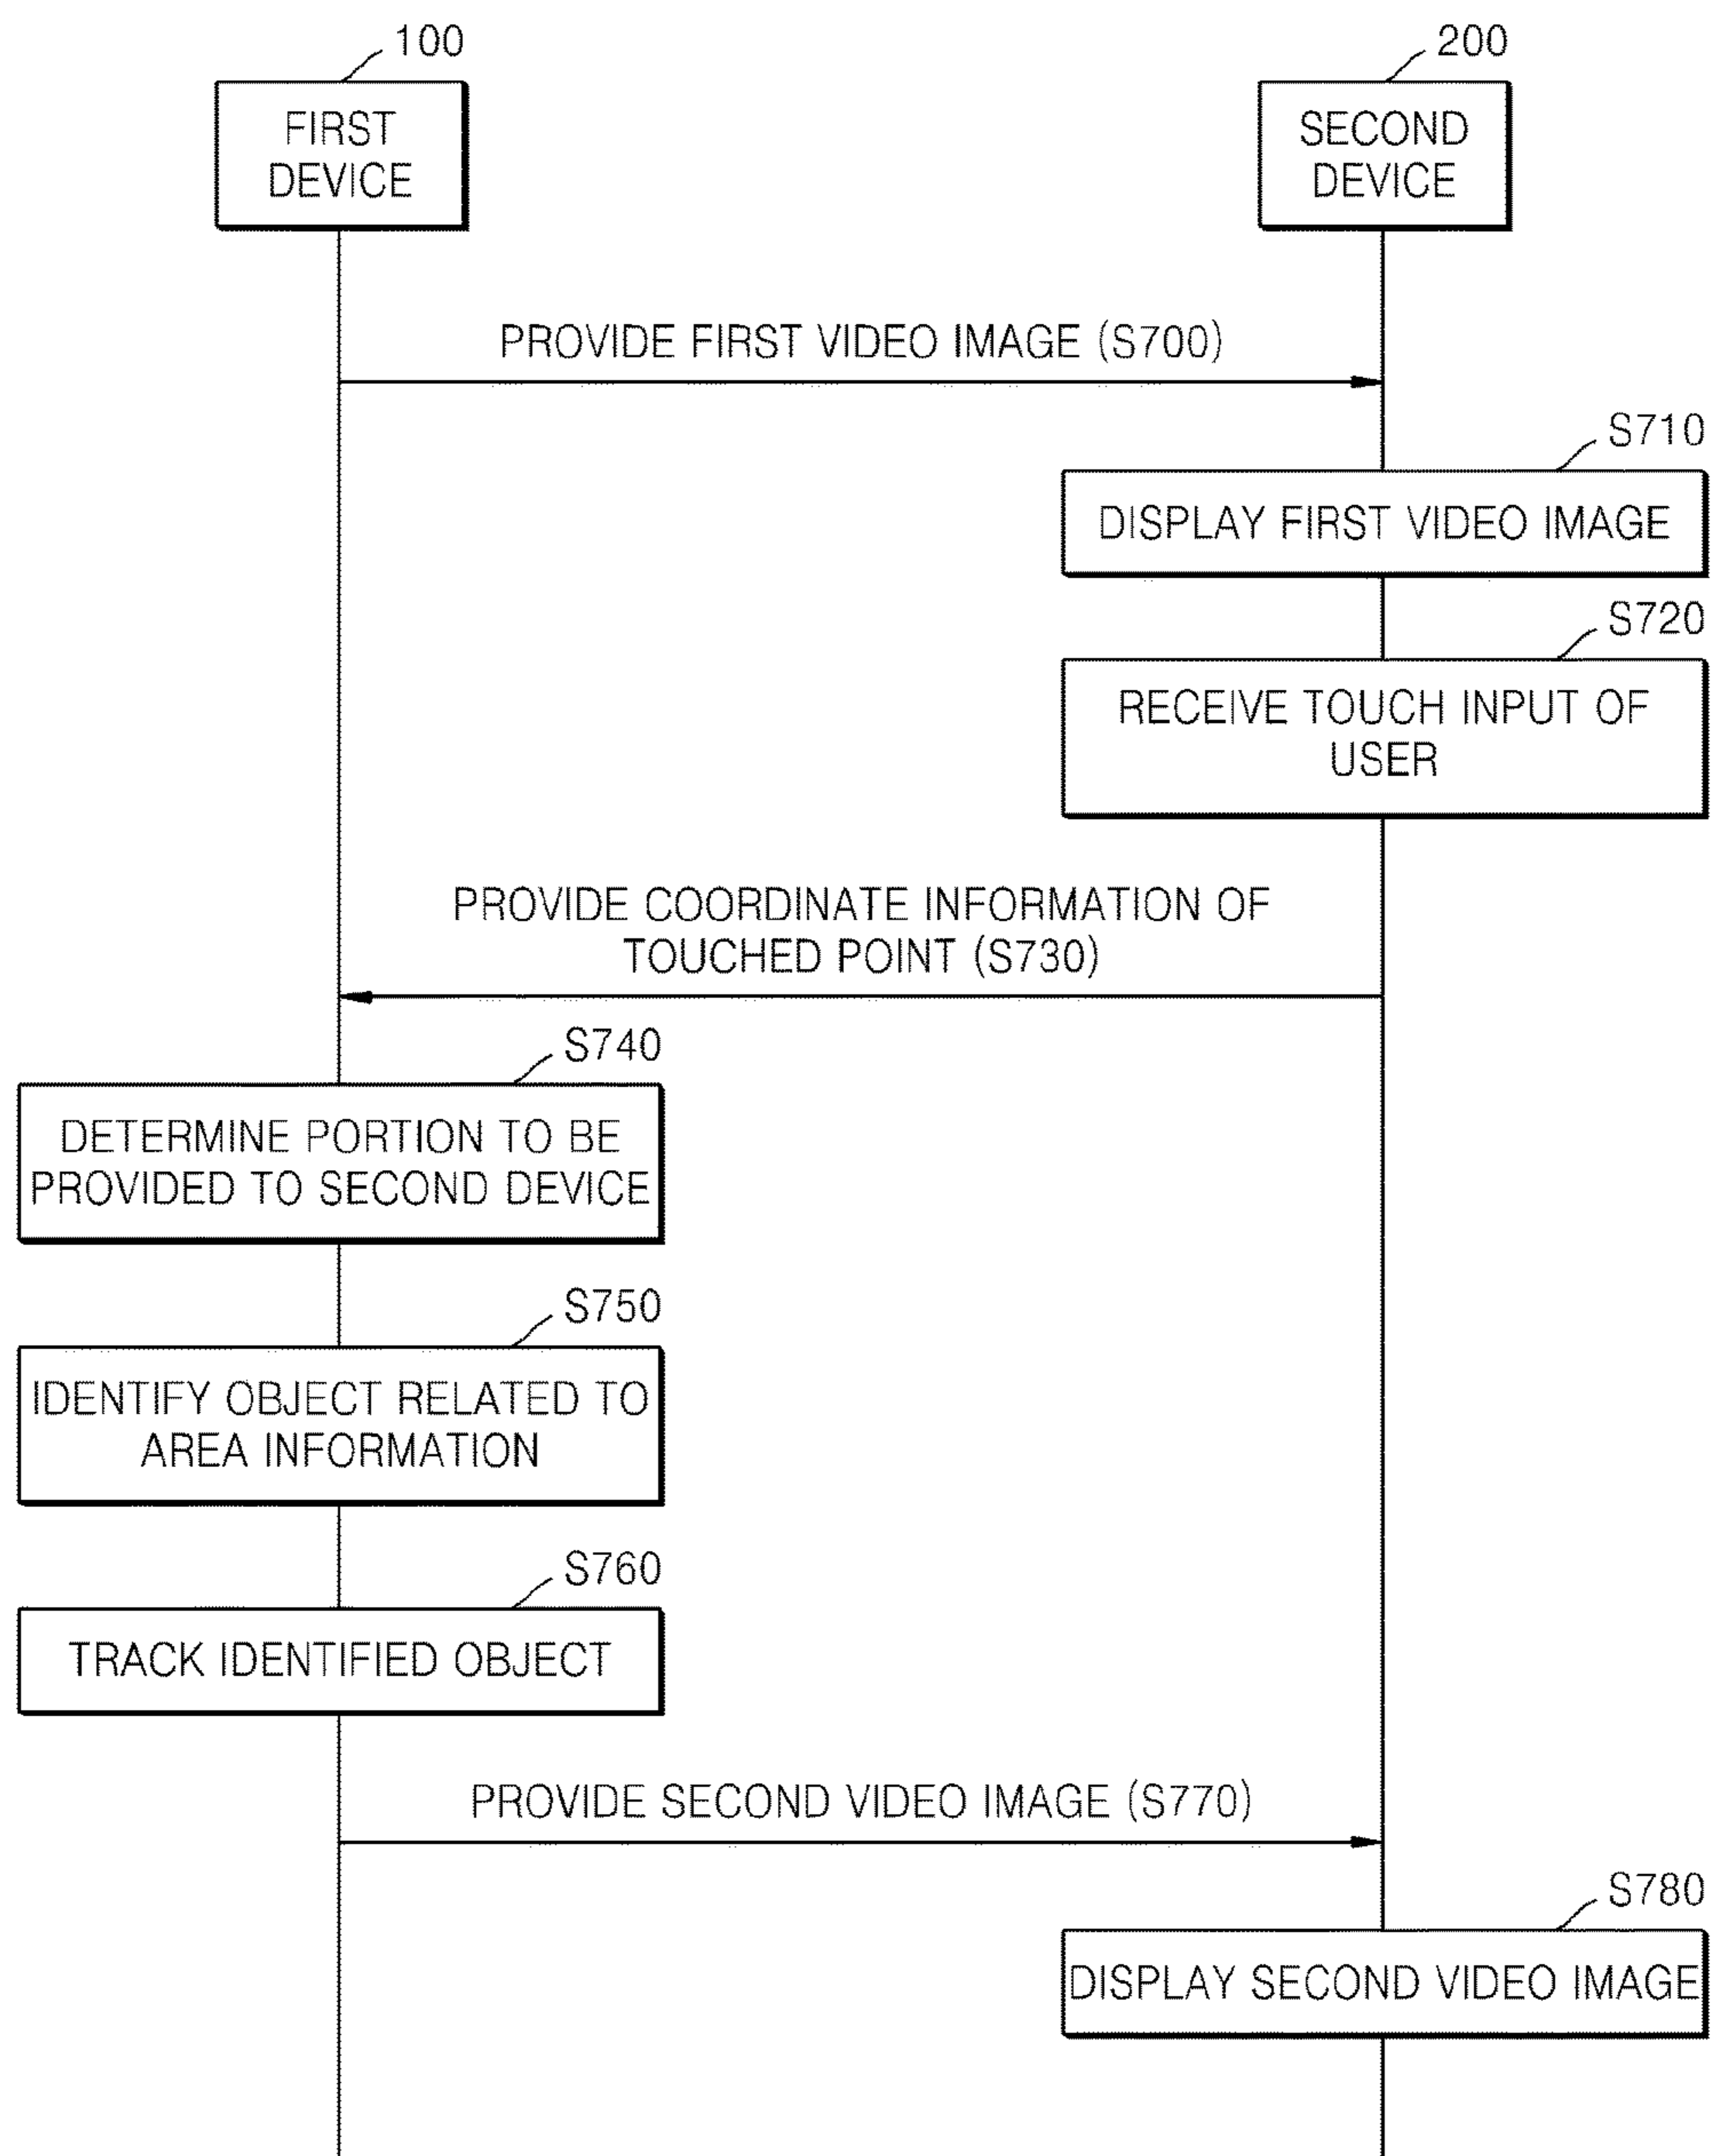 100
FIRST
DEVICE
200
SECOND
DEVICE
PROVIDE FIRST VIDEO IMAGE (S700)
S710
DISPLAY FIRST VIDEO IMAGE
S720
RECEIVE TOUCH INPUT OF
USER
PROVIDE COORDINATE INFORMATION OF
TOUCHED POINT (S730)
S740
DETERMINE PORTION TO BE
PROVIDED TO SECOND DEVICE
S750
IDENTIFY OBJECT RELATED TO
AREA INFORMATION
S760
TRACK IDENTIFIED OBJECT
PROVIDE SECOND VIDEO IMAGE (S770)
S780
DISPLAY SECOND VIDEO IMAGE